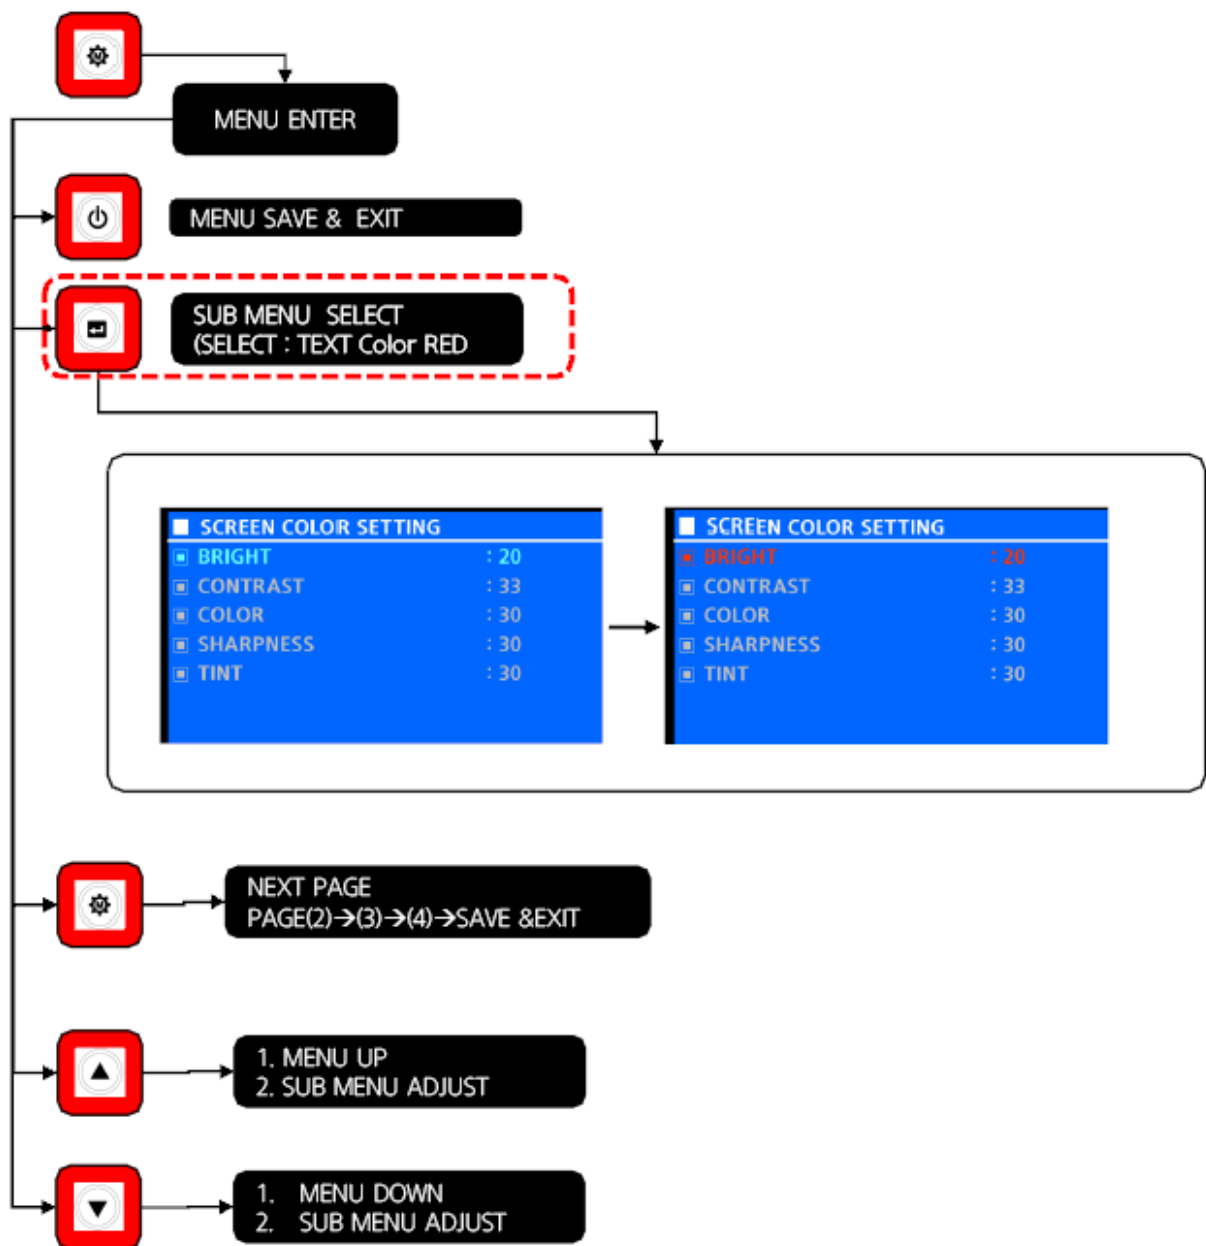 MENU ENTER
MENU SAVE & EXIT
SUB MENU SELECT
(SELECT : TEXT Color RED
SCREEN COLOR SETTING
BRIGHT : 20
CONTRAST : 33
COLOR : 30
SHARPNESS : 30
TINT : 30
SCREEN COLOR SETTING
BRIGHT : 20
CONTRAST : 33
COLOR : 30
SHARPNESS : 30
TINT : 30
NEXT PAGE
PAGE(2)→(3)→(4)→SAVE &EXIT
1. MENU UP
2. SUB MENU ADJUST
1. MENU DOWN
2. SUB MENU ADJUST